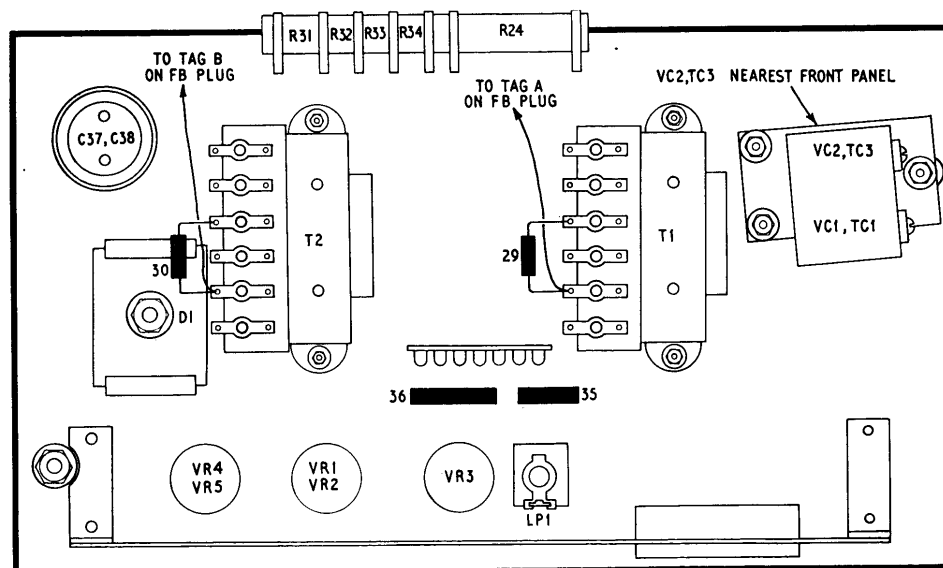 R31 R32 R33 R34 R24
TO TAG B
ON FB PLUG
TO TAG A
ON FB PLUG
VC2,TC3 NEAREST FRONT PANEL
C37,C38
VC2,TC3
VC1,TC1
T2
T1
30
29
D1
36
35
VR4
VR5
VR1
VR2
VR3
LP1